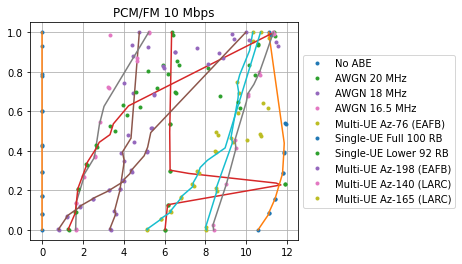 PCM/FM 10 Mbps
1.0
0.8
0.6
0.4
0.2
0.0
0
2
4
6
8
10
12
No ABE
AWGN 20 MHz
AWGN 18 MHz
AWGN 16.5 MHz
Multi-UE Az-76 (EAFB)
Single-UE Full 100 RB
Single-UE Lower 92 RB
Multi-UE Az-198 (EAFB)
Multi-UE Az-140 (LARC)
Multi-UE Az-165 (LARC)